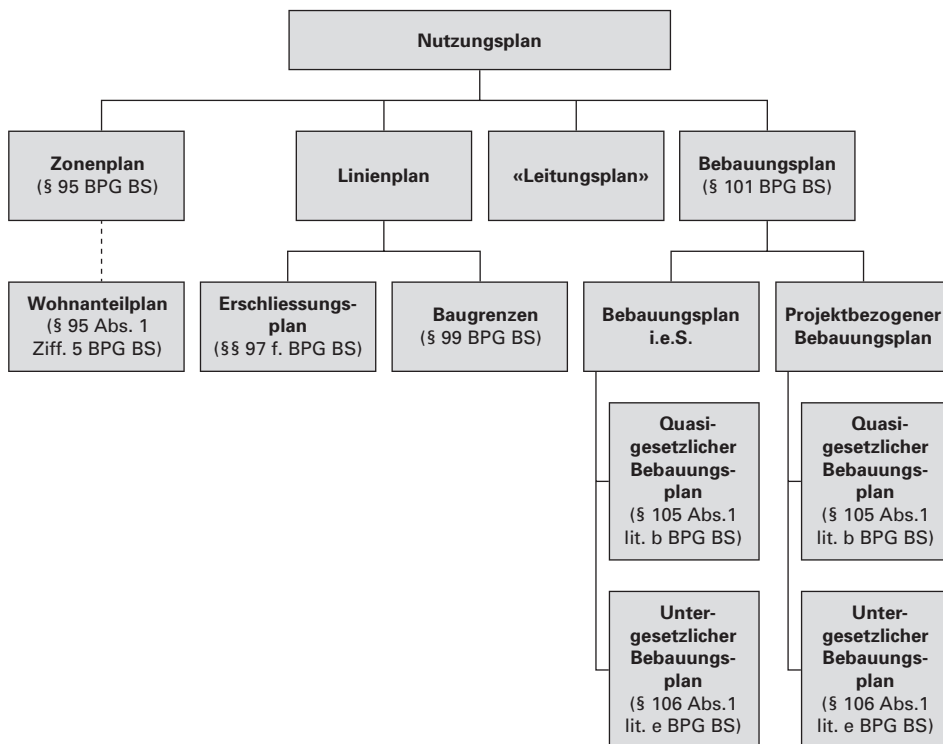 Nutzungsplan
Zonenplan
(§ 95 BPG BS)
Linienplan
«Leitungsplan»
Bebauungsplan
(§ 101 BPG BS)
Wohnanteilplan
(§ 95 Abs. 1
Ziff. 5 BPG BS)
Erschliessungs-
plan
(§§ 97 f. BPG BS)
Baugrenzen
(§ 99 BPG BS)
Bebauungsplan
i.e.S.
Projektbezogener
Bebauungsplan
Quasi-
gesetzlicher
Bebauungs-
plan
(§ 105 Abs.1
lit. b BPG BS)
Quasi-
gesetzlicher
Bebauungs-
plan
(§ 105 Abs.1
lit. b BPG BS)
Unter-
gesetzlicher
Bebauungs-
plan
(§ 106 Abs.1
lit. e BPG BS)
Unter-
gesetzlicher
Bebauungs-
plan
(§ 106 Abs.1
lit. e BPG BS)